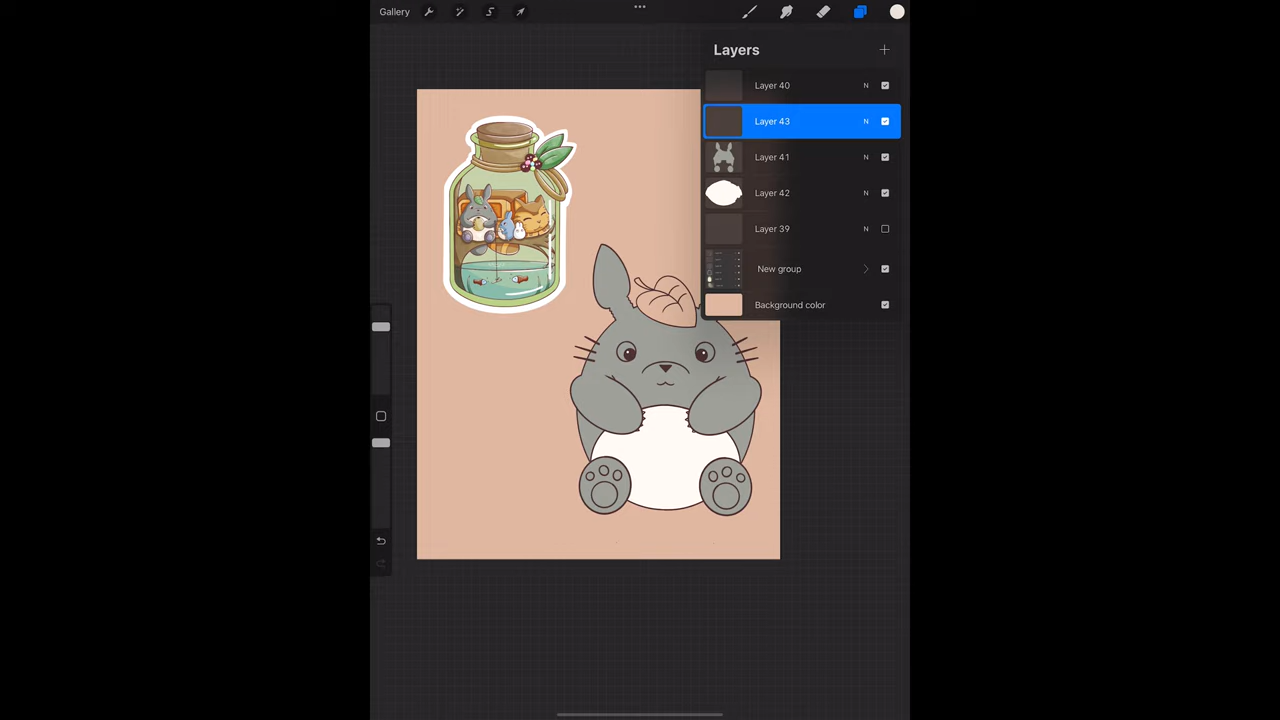 Gallery
Layers
Layer 40 N
Layer 43 N
Layer 41 N
Layer 42 N
Layer 39 N
New group
Background color